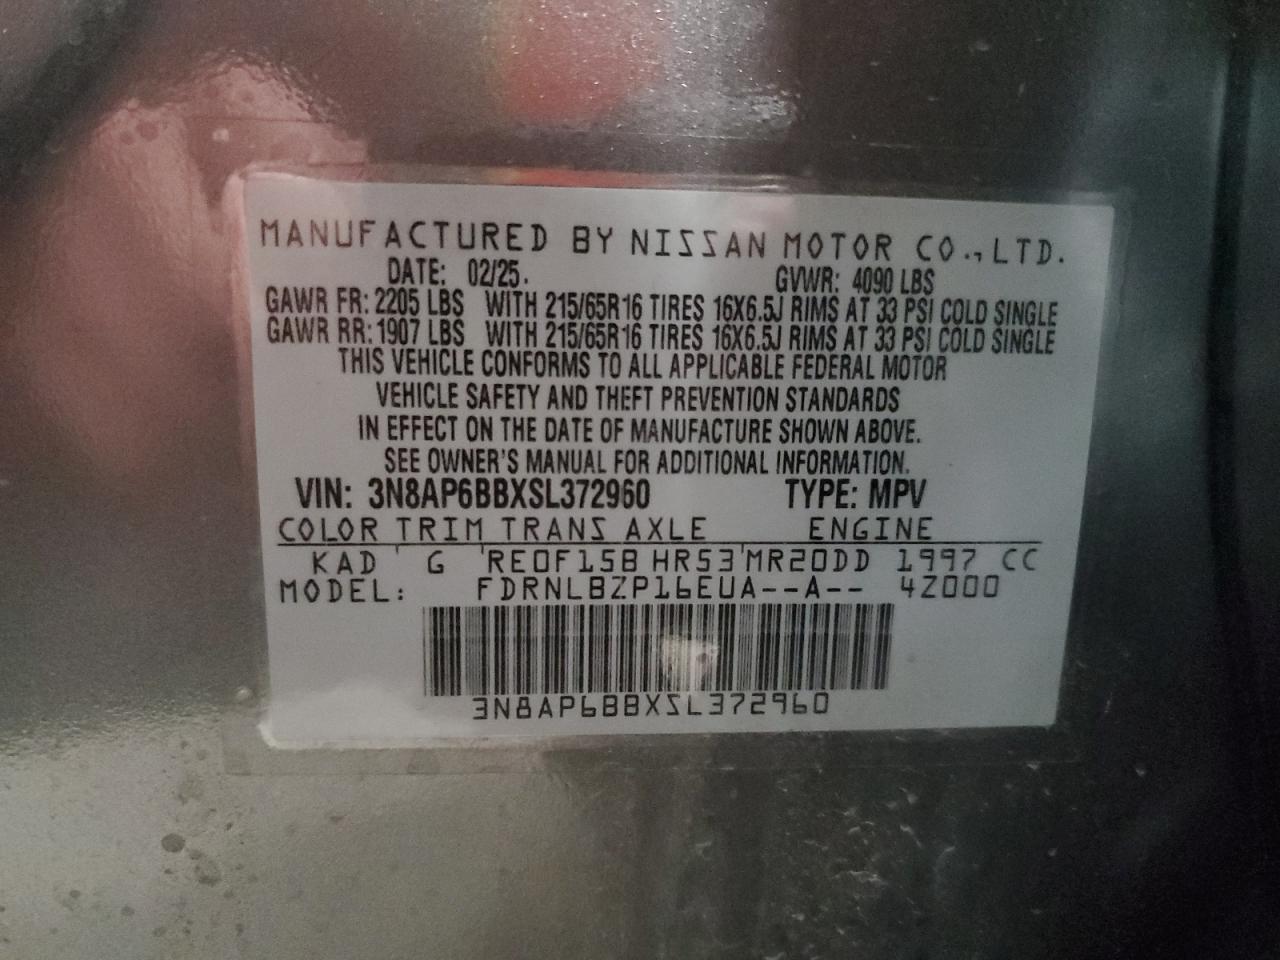 MANUFACTURED BY NISSAN MOTOR CO.,LTD.
DATE: 02/25. GVWR: 4090 LBS
GAWR FR: 2205 LBS WITH 215/65R16 TIRES 16X6.5J RIMS AT 33 PSI COLD SINGLE
GAWR RR: 1907 LBS WITH 215/65R16 TIRES 16X6.5J RIMS AT 33 PSI COLD SINGLE
THIS VEHICLE CONFORMS TO ALL APPLICABLE FEDERAL MOTOR
VEHICLE SAFETY AND THEFT PREVENTION STANDARDS
IN EFFECT ON THE DATE OF MANUFACTURE SHOWN ABOVE.
SEE OWNER'S MANUAL FOR ADDITIONAL INFORMATION.
VIN: 3N8AP6BBXSL372960 TYPE: MPV
COLOR TRIM TRANS AXLE ENGINE
KAD G RE0F15B HR53 MR20DD 1997 CC
MODEL: FDRNLBZP16EUA--A-- 4Z000
3N8AP6BBXSL372960